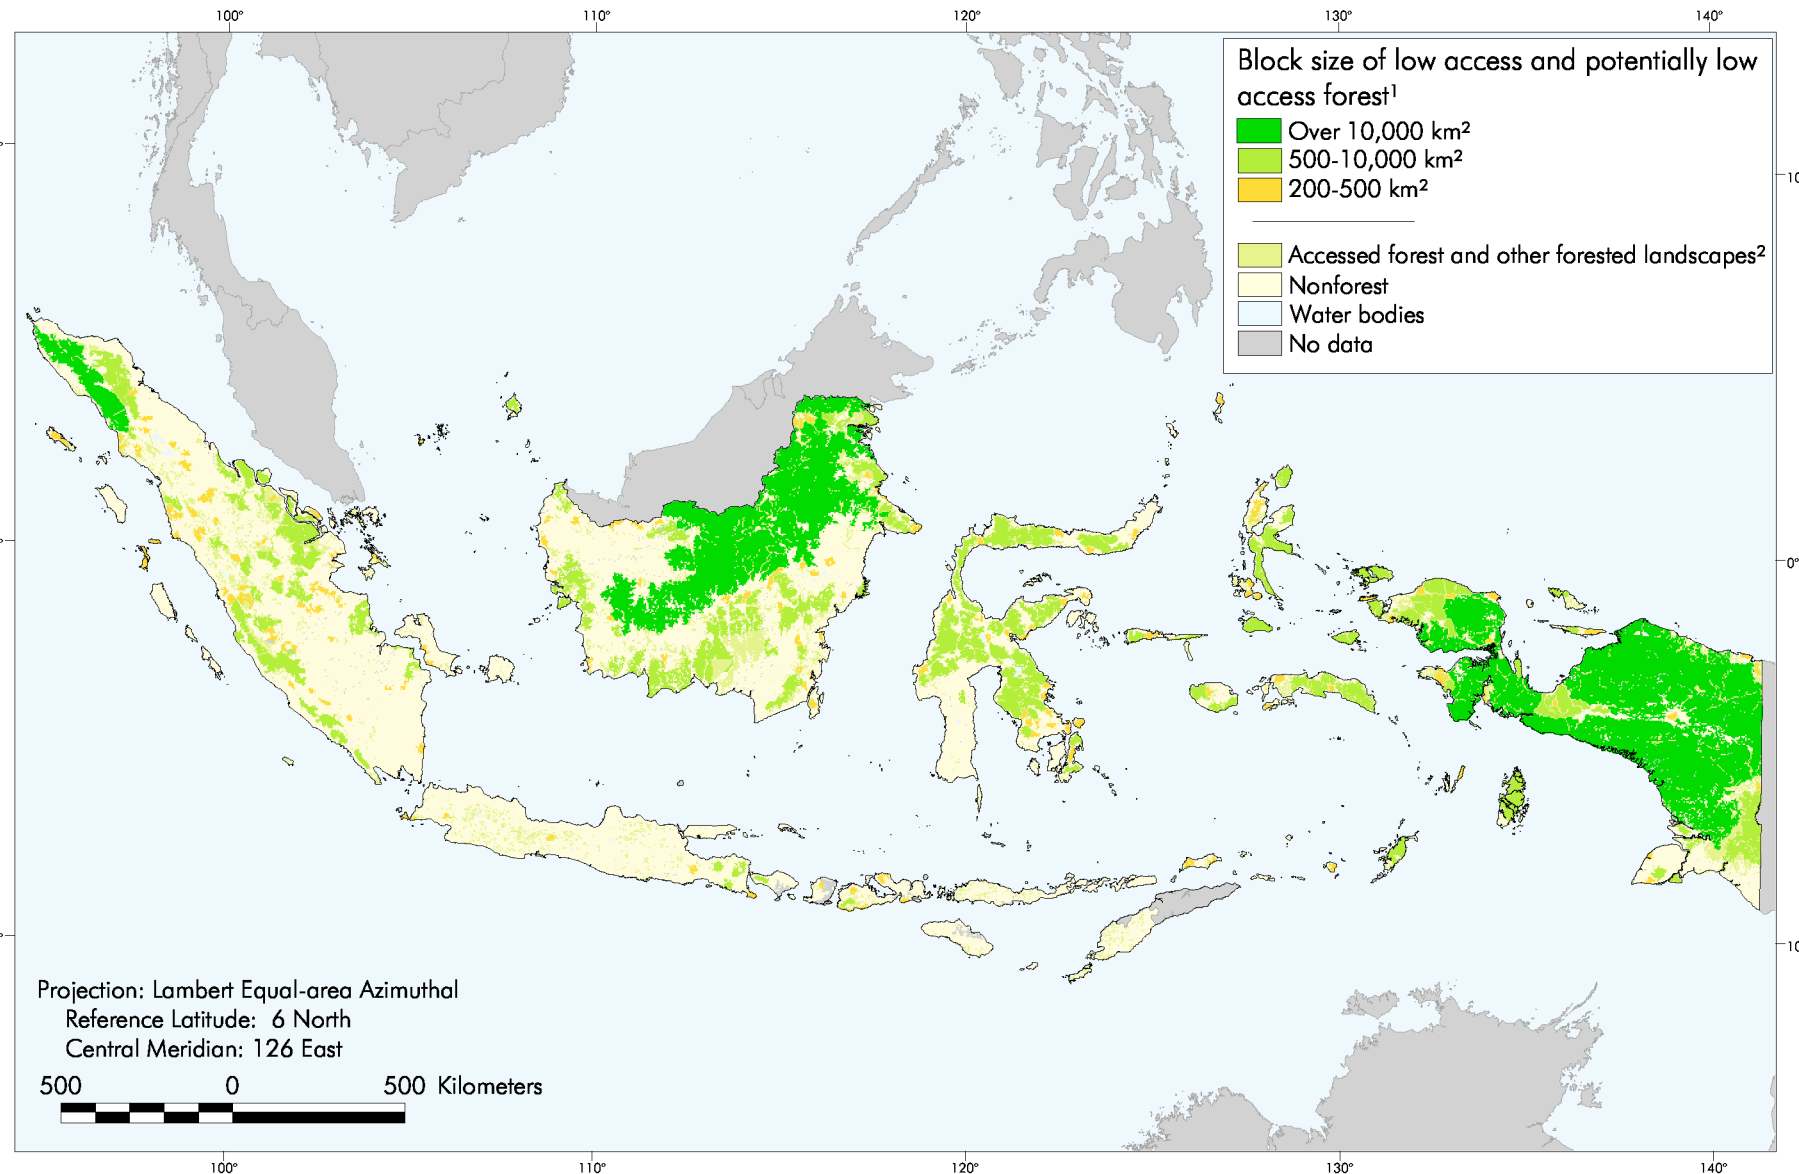 100° 110° 120° 130° 140°
Block size of low access and potentially low
access forest¹
Over 10,000 km²
500-10,000 km²
200-500 km²
Accessed forest and other forested landscapes²
Nonforest
Water bodies
No data
10
0°
10
Projection: Lambert Equal-area Azimuthal
Reference Latitude: 6 North
Central Meridian: 126 East
500 0 500 Kilometers
100° 110° 120° 130° 140°